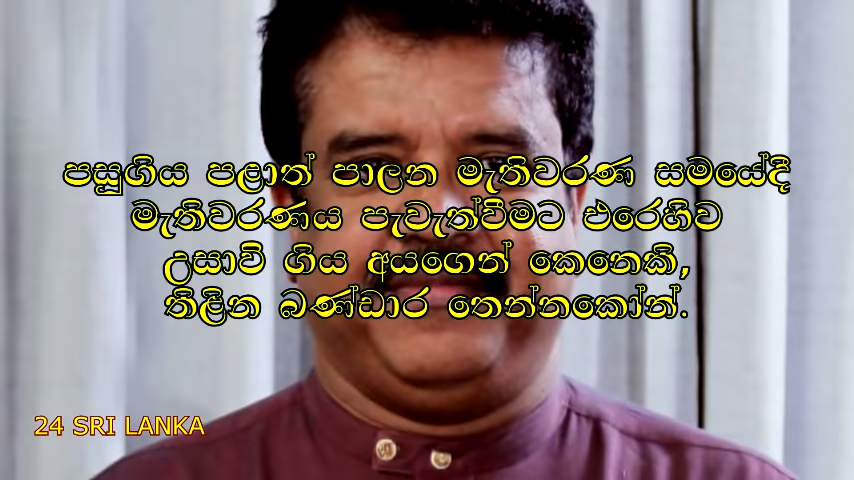 පසුගිය පළාත් පාලන මැතිවරණ සමයේදී
මැතිවරණය පැවැත්වීමට එරෙහිව
උසාවි ගිය අයගෙන් කෙනෙකි,
තිළින බණ්ඩාර තෙන්නකෝන්.
24 SRI LANKA